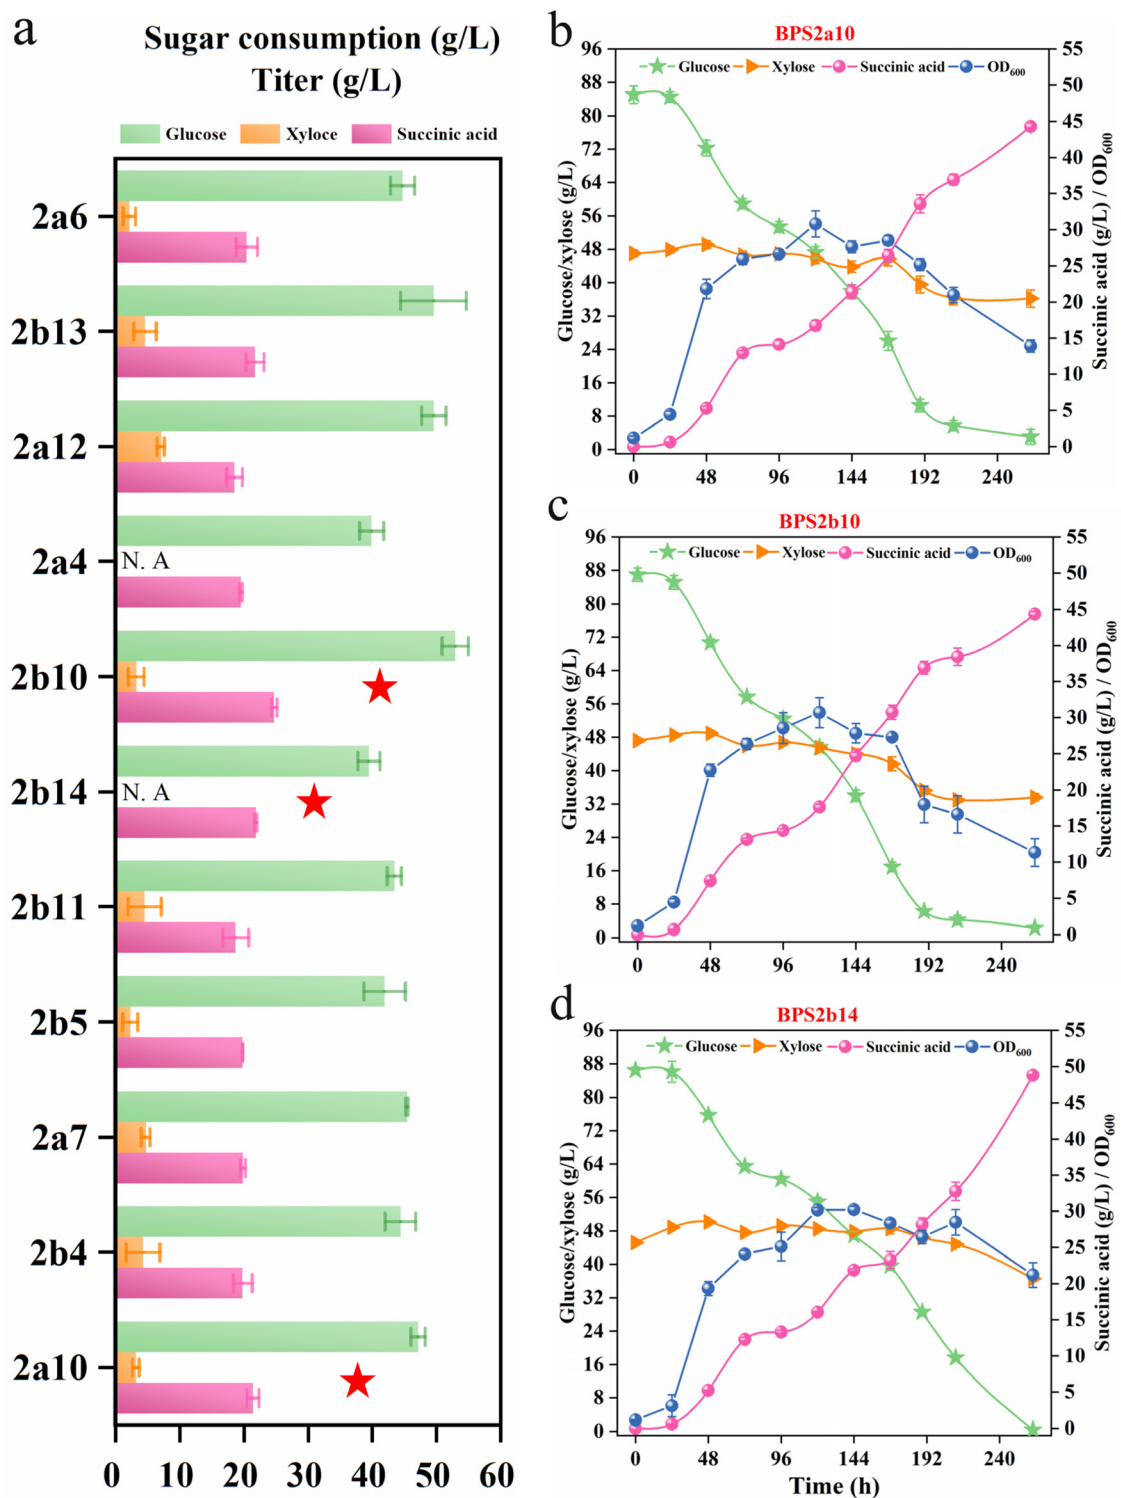 a
Sugar consumption (g/L)
Titer (g/L)
Glucose Xyloce Succinic acid
2a6
2b13
2a12
2a4 N. A
2b10
2b14 N. A
2b11
2b5
2a7
2b4
2a10
0 10 20 30 40 50 60
b
BPS2a10
Glucose Xylose Succinic acid OD600
Glucose/xylose (g/L)
96
88
80
72
64
56
48
40
32
24
16
8
0
0 48 96 144 192 240
55
50
45
40
35
30
25
20
15
10
5
0
Succinic acid (g/L) / OD600
c
BPS2b10
Glucose Xylose Succinic acid OD600
Glucose/xylose (g/L)
96
88
80
72
64
56
48
40
32
24
16
8
0
0 48 96 144 192 240
55
50
45
40
35
30
25
20
15
10
5
0
Succinic acid (g/L) / OD600
d
BPS2b14
Glucose Xylose Succinic acid OD600
Glucose/xylose (g/L)
96
88
80
72
64
56
48
40
32
24
16
8
0
0 48 96 144 192 240
55
50
45
40
35
30
25
20
15
10
5
0
Succinic acid (g/L) / OD600
Time (h)